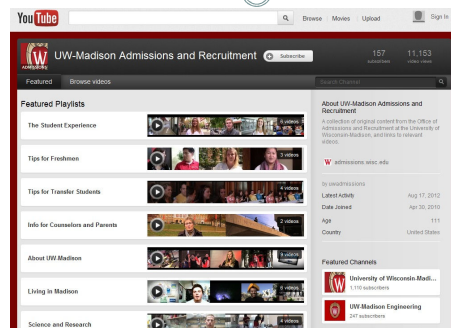 You Tube
Browse Movies Upload
Sign In
UW-Madison Admissions and Recruitment
Subscribe
157
subscribers
11,153
video views
Featured
Browse videos
Search Channel
Featured Playlists
The Student Experience
6 videos
Tips for Freshmen
3 videos
Tips for Transfer Students
4 videos
Info for Counselors and Parents
2 videos
About UW-Madison
9 videos
Living in Madison
6 videos
Science and Research
4 videos
About UW-Madison Admissions and
Recruitment
A collection of original content from the Office of
Admissions and Recruitment at the University of
Wisconsin-Madison, and links to relevant
videos.
W admissions.wisc.edu
by uwadmissions
Latest Activity Aug 17, 2012
Date Joined Apr 30, 2010
Age 111
Country United States
Featured Channels
University of Wisconsin-Madi...
1,110 subscribers
UW-Madison Engineering
247 subscribers
W
ADMISSIONS